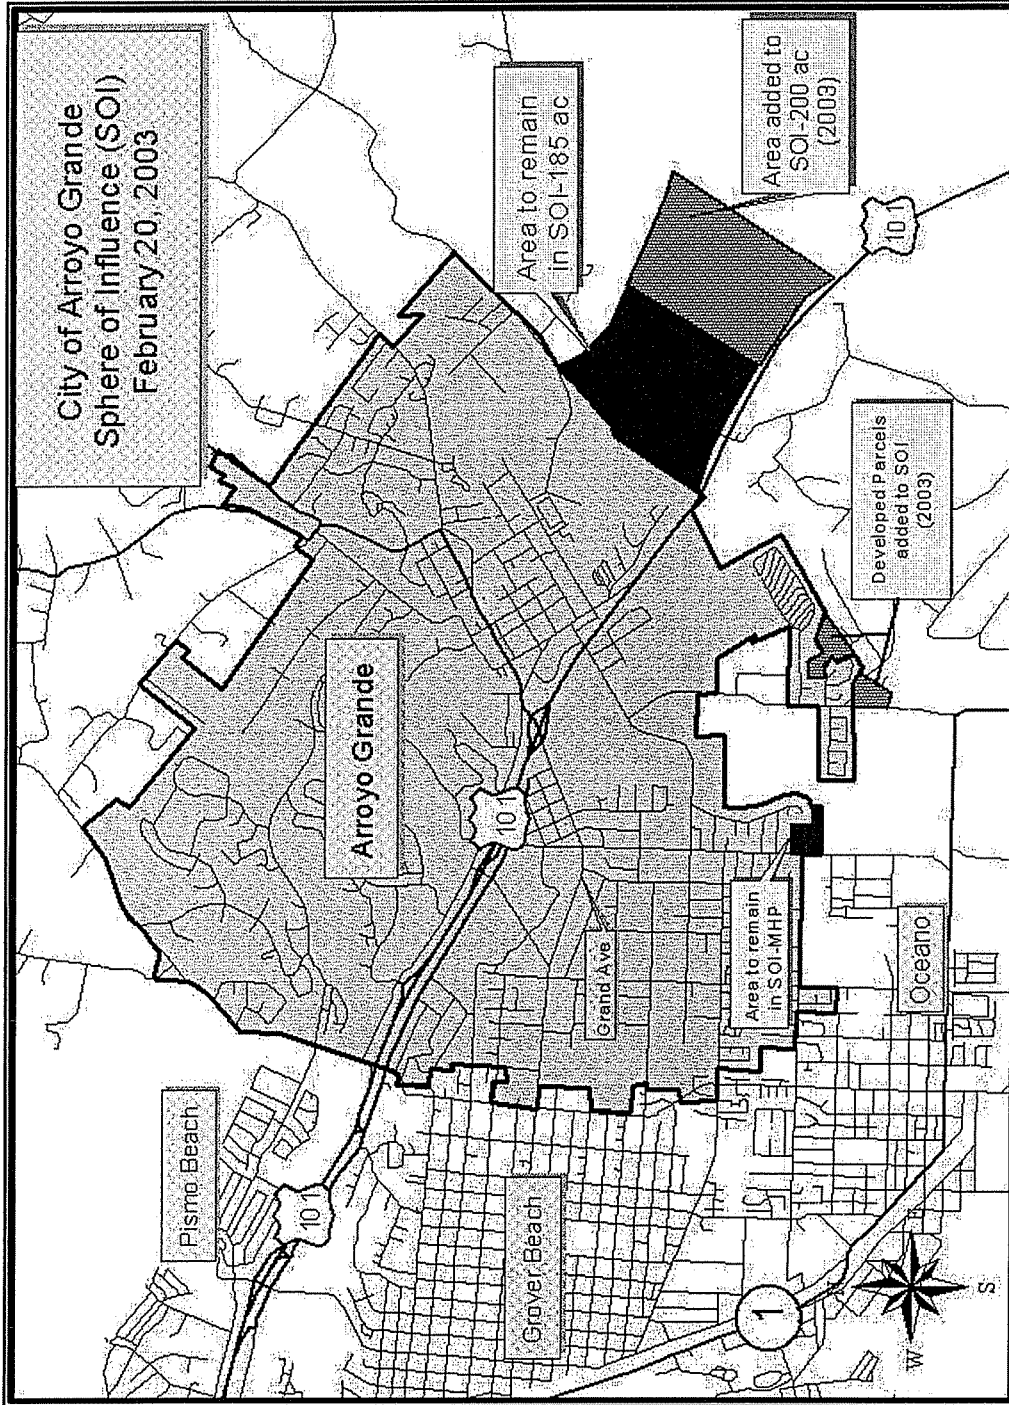 City of Arroyo Grande
Sphere of Influence (SOI)
February 20, 2003
Pismo Beach
Arroyo Grande
Area to remain
in SOI-185 ac
Area added to
SOI-200 ac
(2003)
101
101
101
Grand Ave
Grover Beach
Area to remain
in SOI-MHP
Developed Parcels
added to SOI
(2003)
Oceano
1
W
S